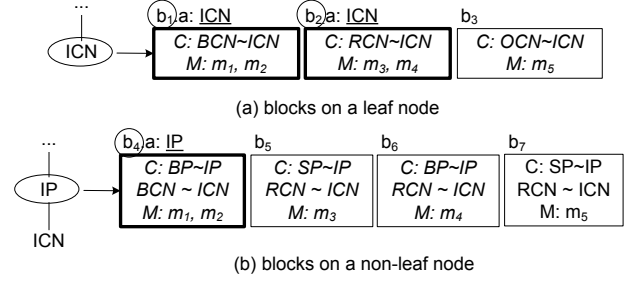 ...
b1.a: ICN
b2.a: ICN
b3
ICN
C: BCN~ICN
M: m1, m2
C: RCN~ICN
M: m3, m4
C: OCN~ICN
M: m5
(a) blocks on a leaf node
...
b4.a: IP
b5
b6
b7
IP
ICN
C: BP~IP
BCN ~ ICN
M: m1, m2
C: SP~IP
RCN ~ ICN
M: m3
C: BP~IP
RCN ~ ICN
M: m4
C: SP~IP
RCN ~ ICN
M: m5
(b) blocks on a non-leaf node